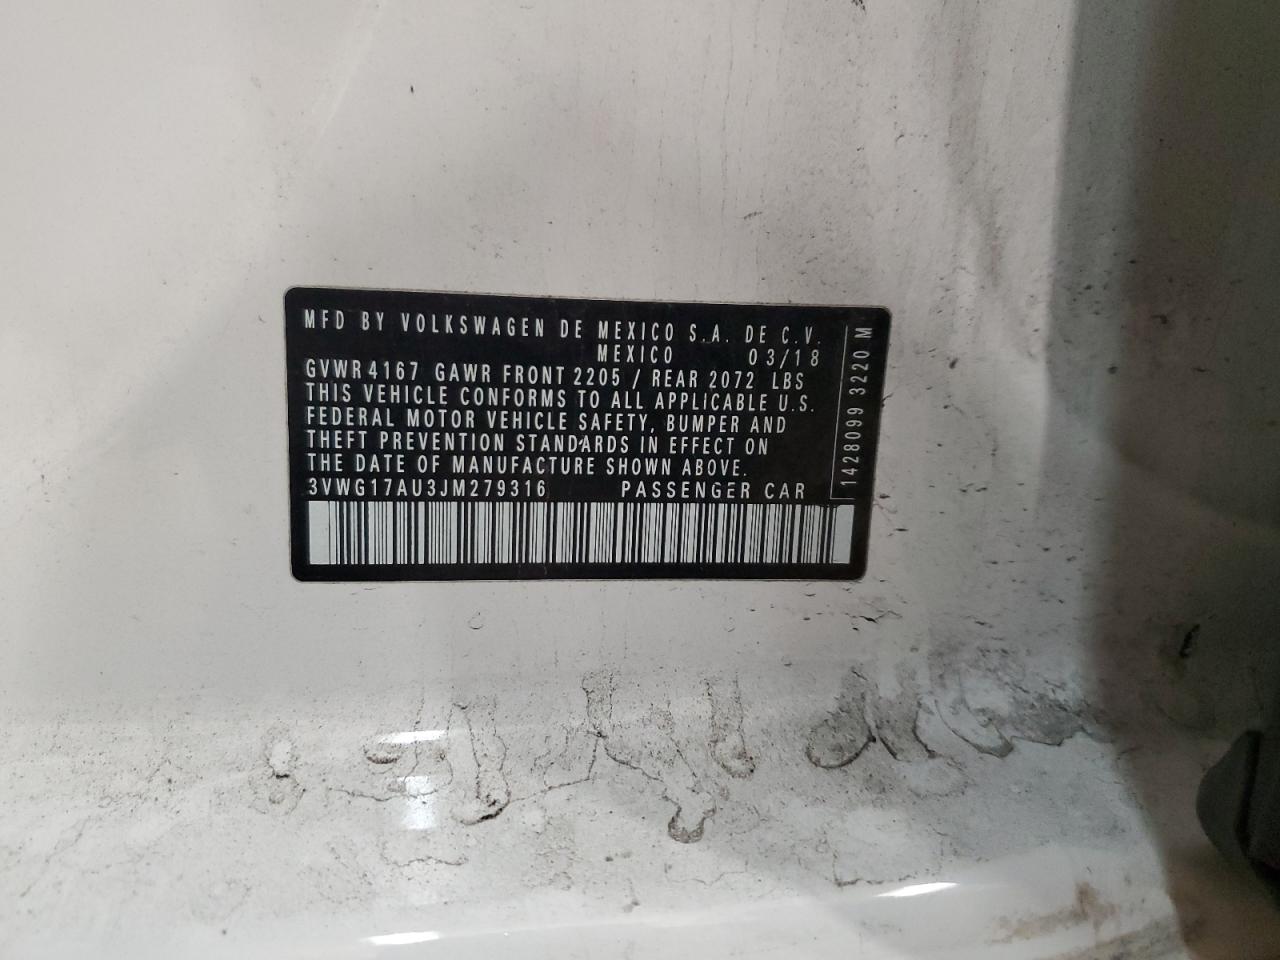 MFD BY VOLKSWAGEN DE MEXICO S.A. DE C.V.
MEXICO 03/18
GVWR 4167 GAWR FRONT 2205 / REAR 2072 LBS
THIS VEHICLE CONFORMS TO ALL APPLICABLE U.S.
FEDERAL MOTOR VEHICLE SAFETY, BUMPER AND
THEFT PREVENTION STANDARDS IN EFFECT ON
THE DATE OF MANUFACTURE SHOWN ABOVE.
3VWG17AU3JM279316 PASSENGER CAR
1428099 3220 M